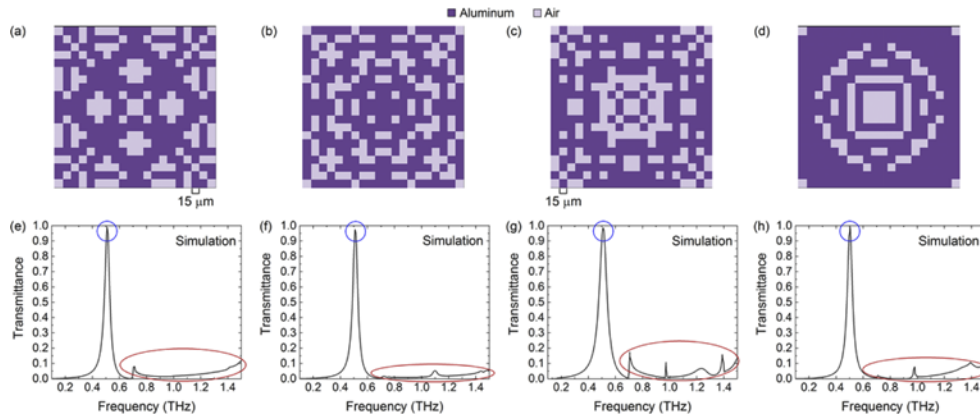 Aluminum Air
(a) (b) (c) (d)
15 μm 15 μm
(e) (f) (g) (h)
Simulation Simulation Simulation Simulation
Transmittance Transmittance Transmittance Transmittance
1.0 1.0 1.0 1.0
0.9 0.9 0.9 0.9
0.8 0.8 0.8 0.8
0.7 0.7 0.7 0.7
0.6 0.6 0.6 0.6
0.5 0.5 0.5 0.5
0.4 0.4 0.4 0.4
0.3 0.3 0.3 0.3
0.2 0.2 0.2 0.2
0.1 0.1 0.1 0.1
0.0 0.0 0.0 0.0
0.2 0.4 0.6 0.8 1.0 1.2 1.4 0.2 0.4 0.6 0.8 1.0 1.2 1.4 0.2 0.4 0.6 0.8 1.0 1.2 1.4 0.2 0.4 0.6 0.8 1.0 1.2 1.4
Frequency (THz) Frequency (THz) Frequency (THz) Frequency (THz)